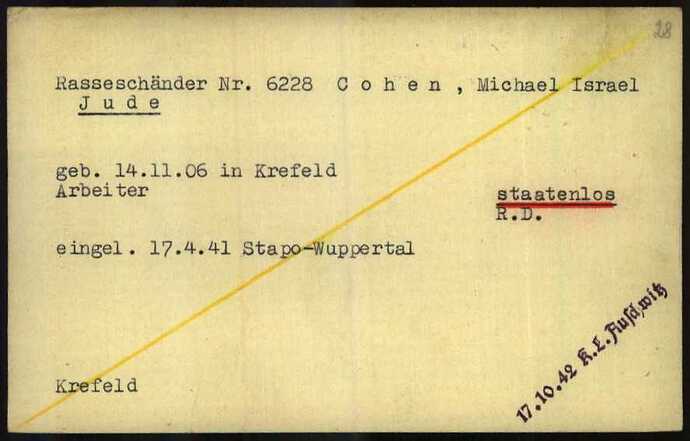 28
Rasseschänder Nr. 6228 C o h e n , Michael Israel
J u d e
geb. 14.11.06 in Krefeld
Arbeiter
staatenlos
R.D.
eingel. 17.4.41 Stapo-Wuppertal
Krefeld
17.10.42 K.L. Auschwitz